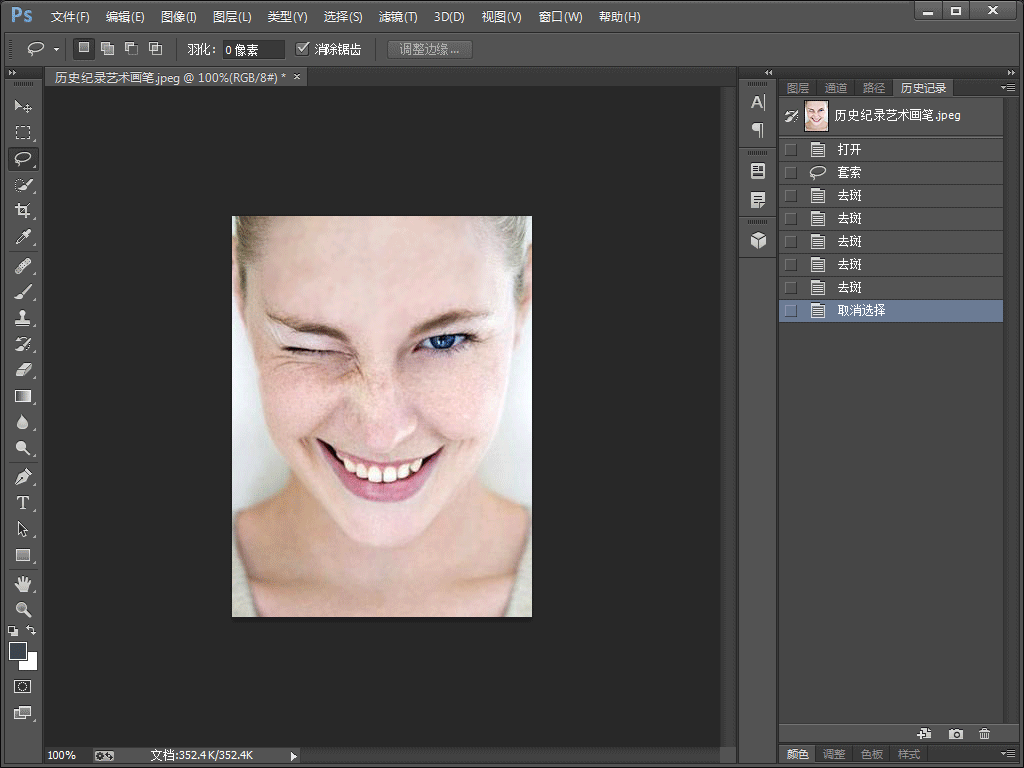 Ps 文件(F) 编辑(E) 图像(I) 图层(L) 类型(Y) 选择(S) 滤镜(T) 3D(D) 视图(V) 窗口(W) 帮助(H)
羽化: 0 像素 消除锯齿 调整边缘...
历史纪录艺术画笔.jpeg @ 100%(RGB/8#) * ×
图层 通道 路径 历史记录
历史纪录艺术画笔.jpeg
打开
套索
去斑
去斑
去斑
去斑
去斑
取消选择
100% 文档:352.4K/352.4K
颜色 调整 色板 样式